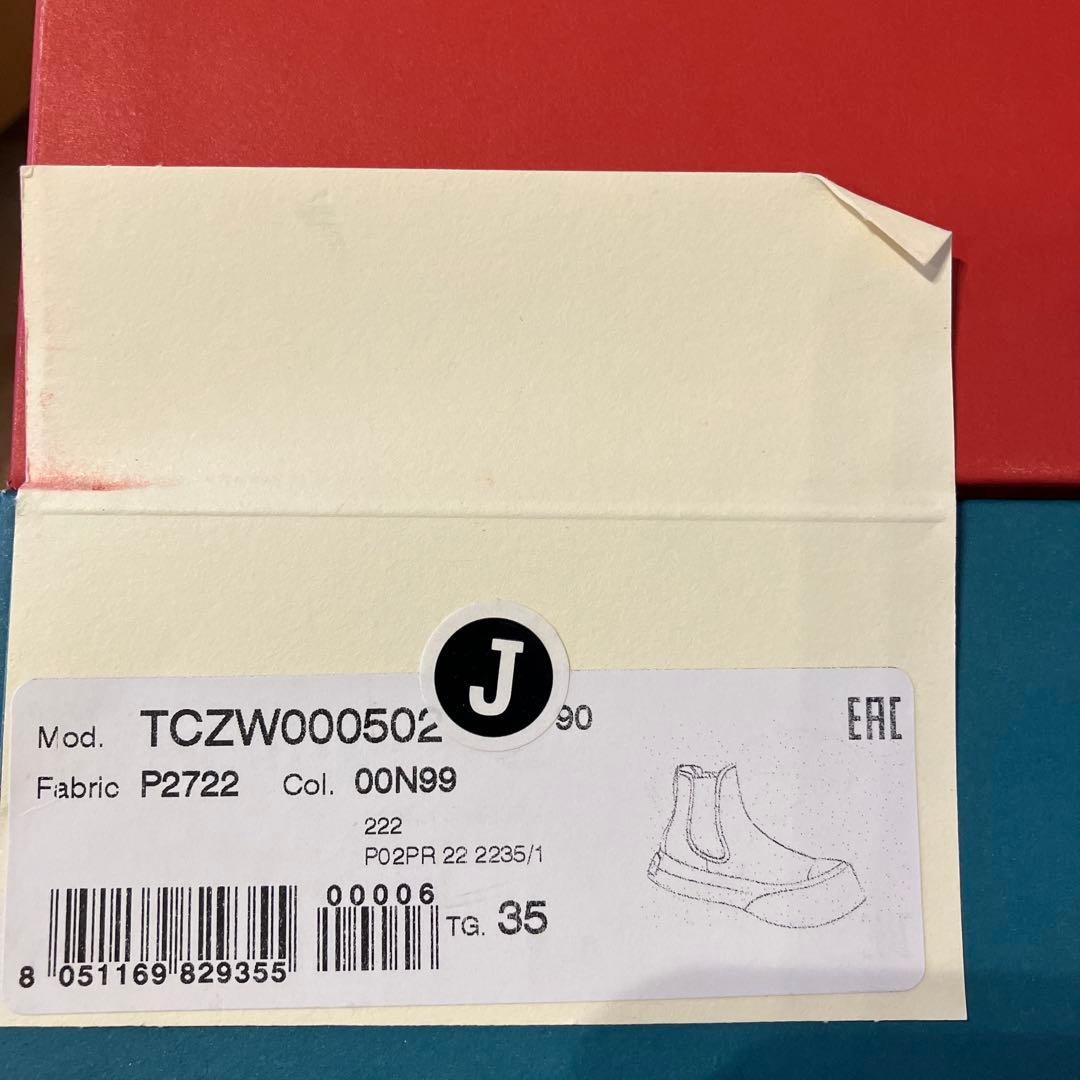 J
Mod. TCZW000502 90
EAC
Fabric P2722 Col. 00N99
222
P02PR 22 2235/1
00006
TG. 35
8 051169 829355